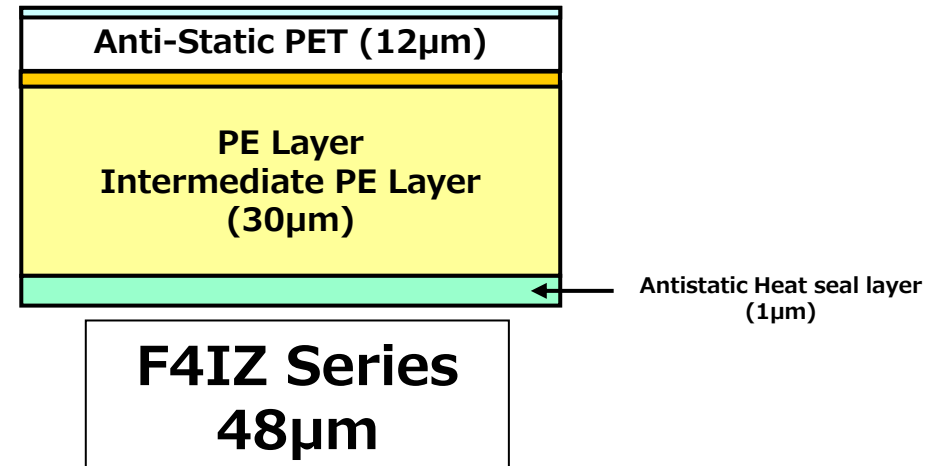 Anti-Static PET (12μm)
PE Layer
Intermediate PE Layer
(30μm)
Antistatic Heat seal layer
(1μm)
F4IZ Series
48μm